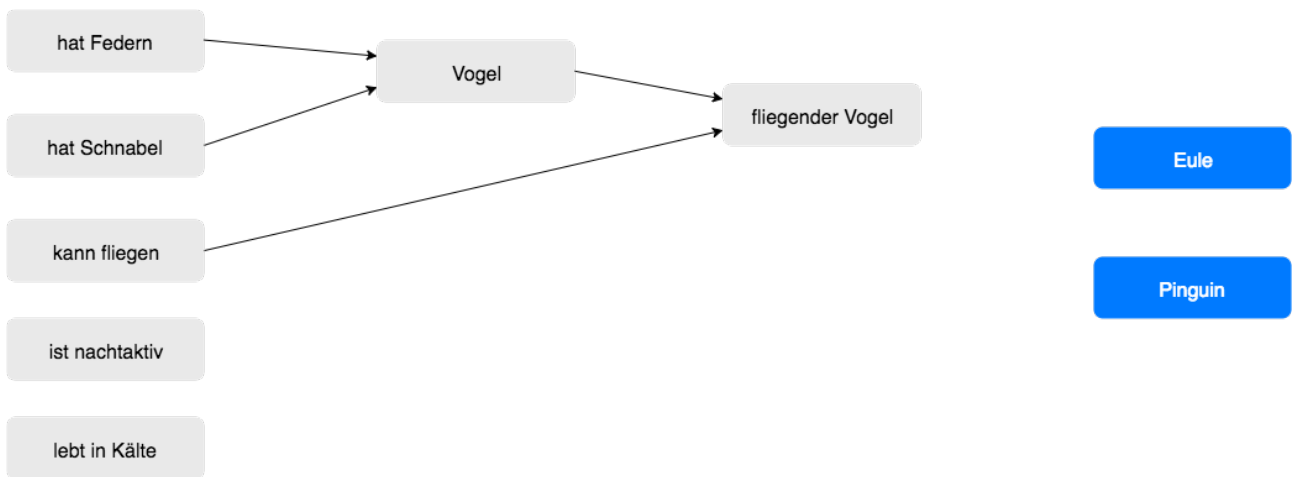 hat Federn
Vogel
fliegender Vogel
hat Schnabel
Eule
kann fliegen
Pinguin
ist nachtaktiv
lebt in Kälte